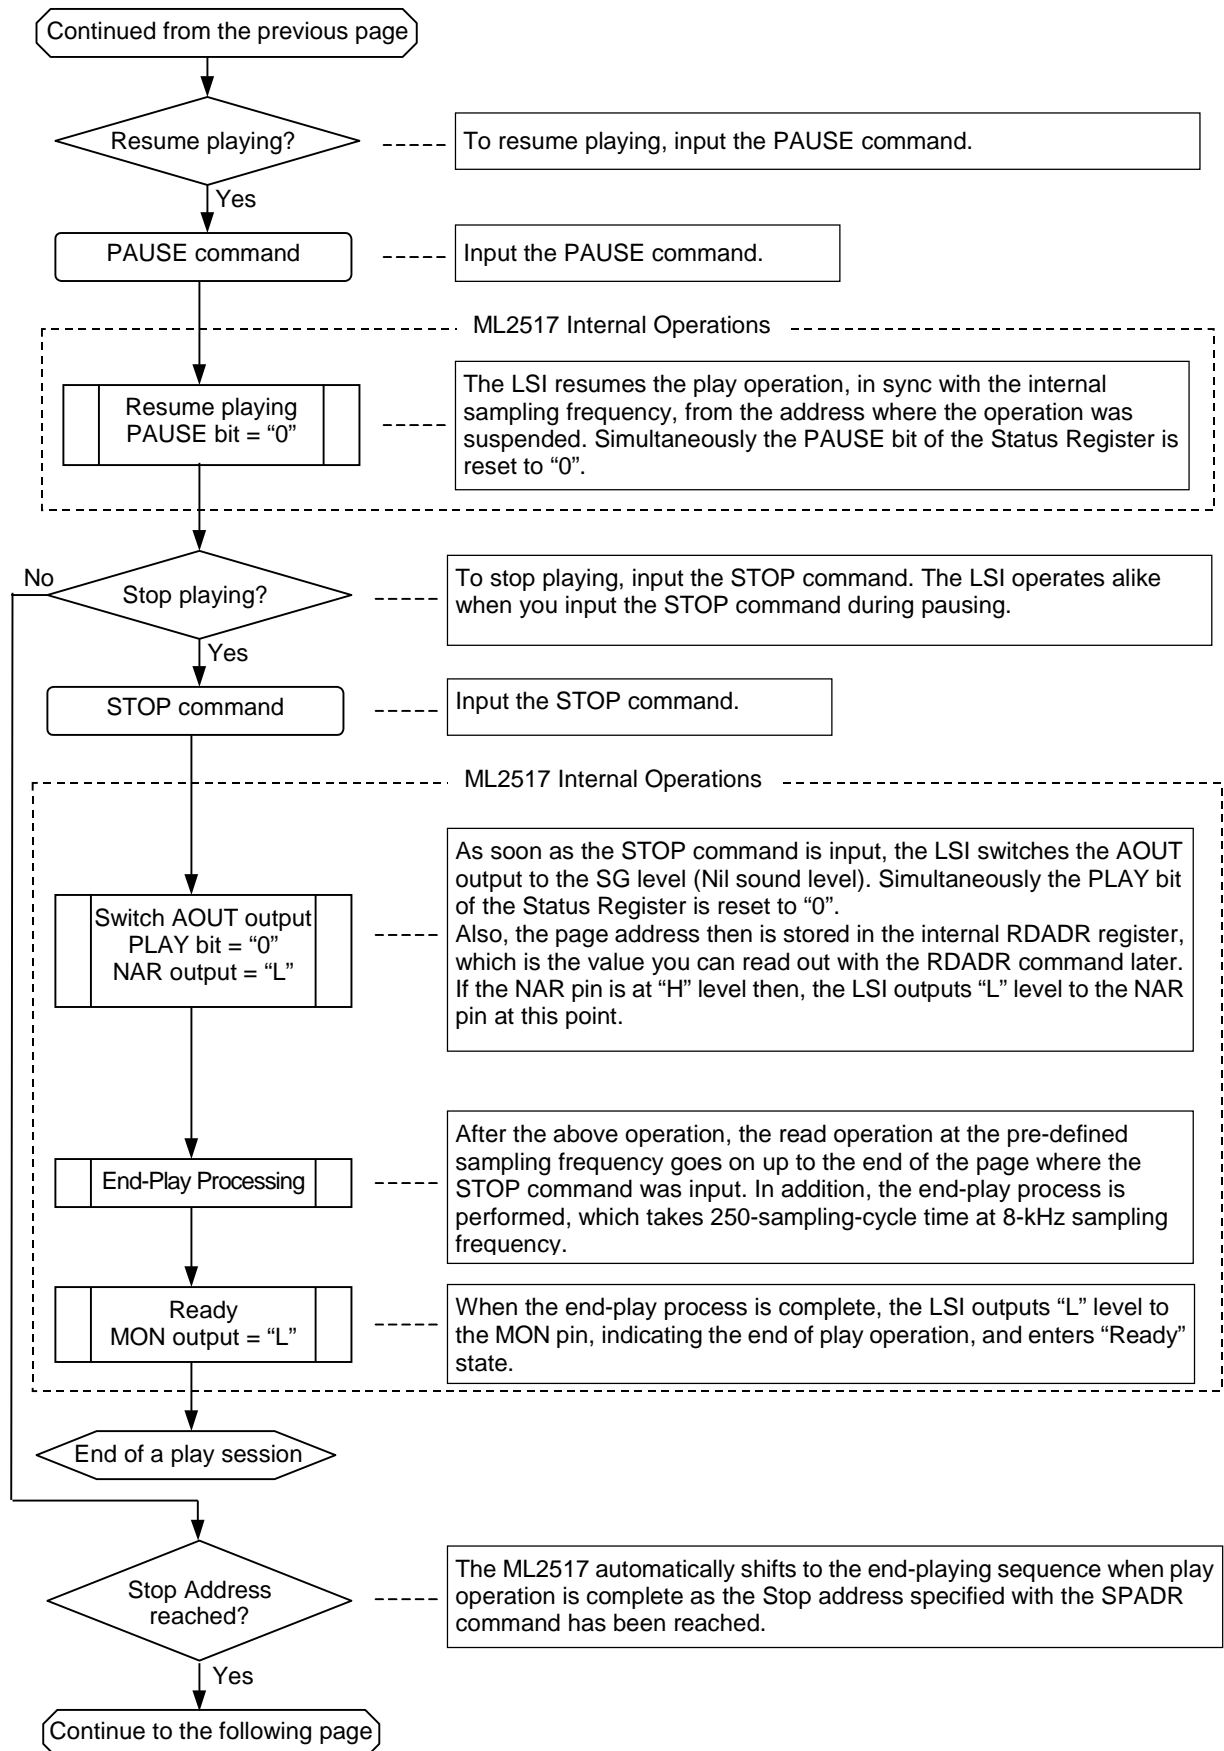 Continued from the previous page
Resume playing?
To resume playing, input the PAUSE command.
Yes
PAUSE command
Input the PAUSE command.
ML2517 Internal Operations
Resume playing
PAUSE bit = “0”
The LSI resumes the play operation, in sync with the internal
sampling frequency, from the address where the operation was
suspended. Simultaneously the PAUSE bit of the Status Register is
reset to “0”.
No
Stop playing?
To stop playing, input the STOP command. The LSI operates alike
when you input the STOP command during pausing.
Yes
STOP command
Input the STOP command.
ML2517 Internal Operations
Switch AOUT output
PLAY bit = “0”
NAR output = “L”
As soon as the STOP command is input, the LSI switches the AOUT
output to the SG level (Nil sound level). Simultaneously the PLAY bit
of the Status Register is reset to “0”.
Also, the page address then is stored in the internal RDADR register,
which is the value you can read out with the RDADR command later.
If the NAR pin is at “H” level then, the LSI outputs “L” level to the NAR
pin at this point.
End-Play Processing
After the above operation, the read operation at the pre-defined
sampling frequency goes on up to the end of the page where the
STOP command was input. In addition, the end-play process is
performed, which takes 250-sampling-cycle time at 8-kHz sampling
frequency.
Ready
MON output = “L”
When the end-play process is complete, the LSI outputs “L” level to
the MON pin, indicating the end of play operation, and enters “Ready”
state.
End of a play session
Stop Address
reached?
The ML2517 automatically shifts to the end-playing sequence when play
operation is complete as the Stop address specified with the SPADR
command has been reached.
Yes
Continue to the following page